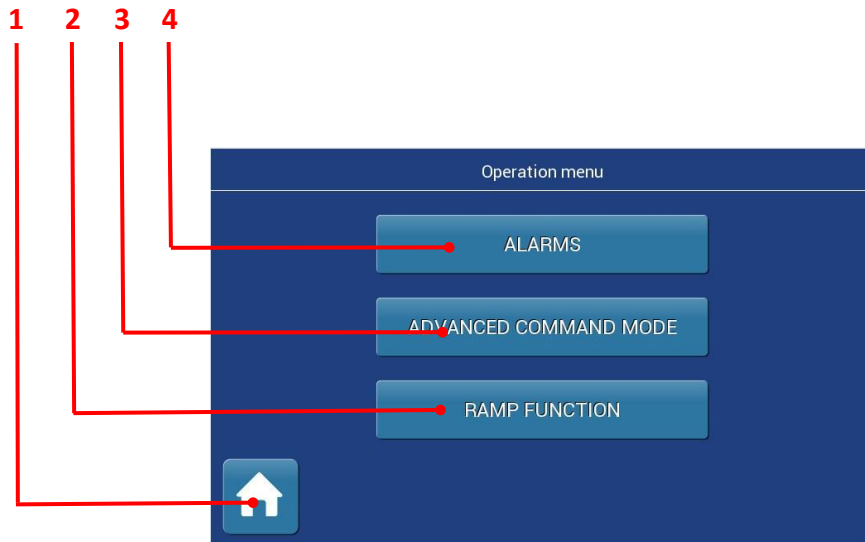 1 2 3 4
Operation menu
ALARMS
ADVANCED COMMAND MODE
RAMP FUNCTION